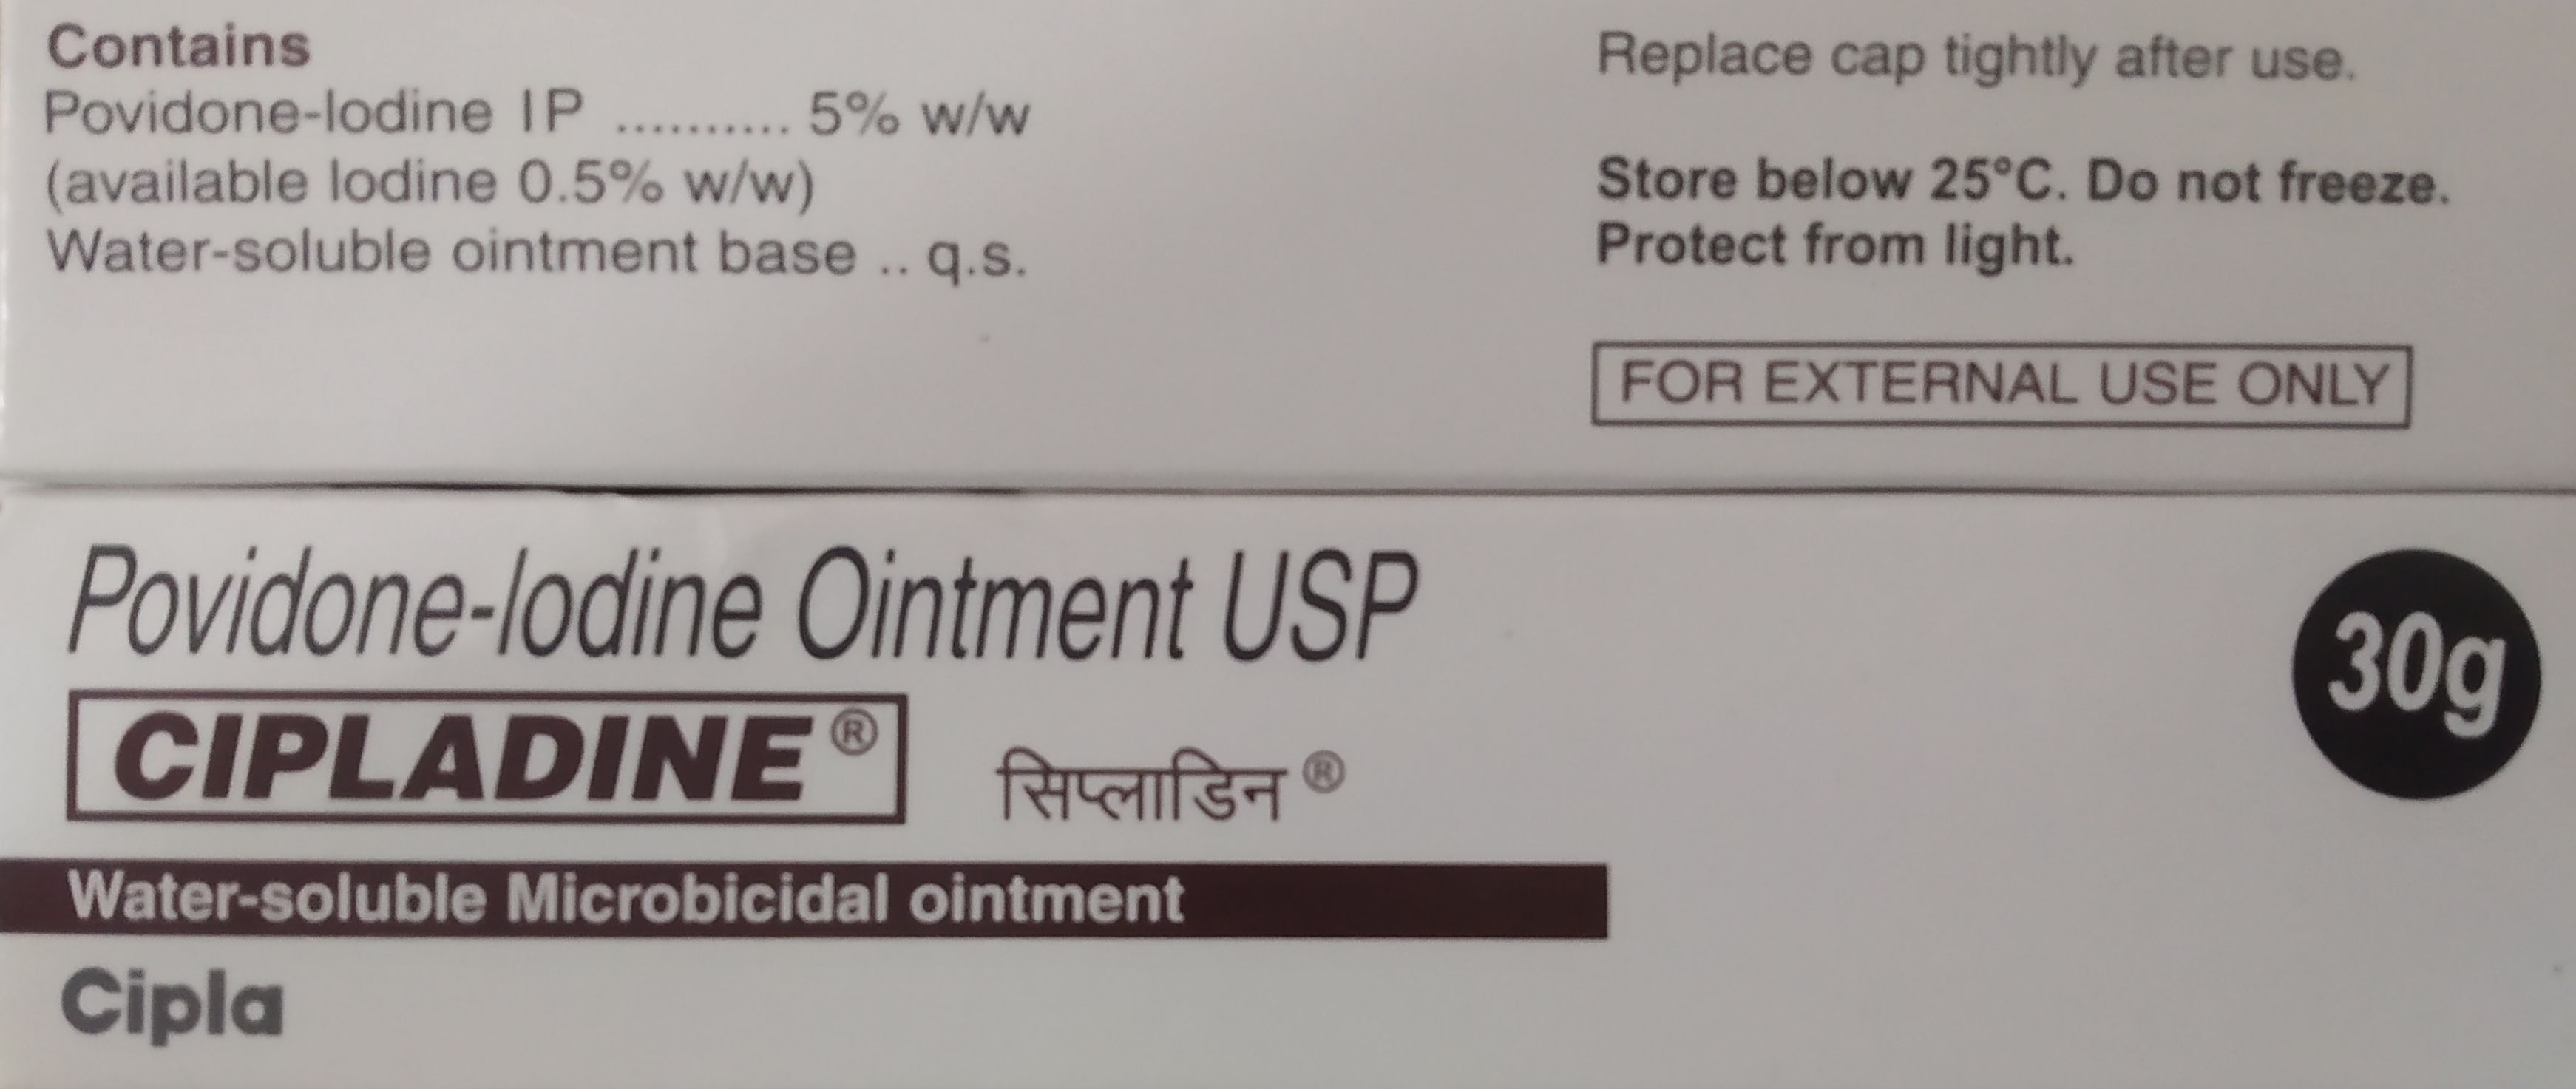 Contains
Povidone-Iodine IP .......... 5% w/w
(available Iodine 0.5% w/w)
Water-soluble ointment base .. q.s.
Replace cap tightly after use.
Store below 25°C. Do not freeze.
Protect from light.
FOR EXTERNAL USE ONLY
Povidone-Iodine Ointment USP
30g
CIPLADINE® सिप्लाडिन®
Water-soluble Microbicidal ointment
Cipla